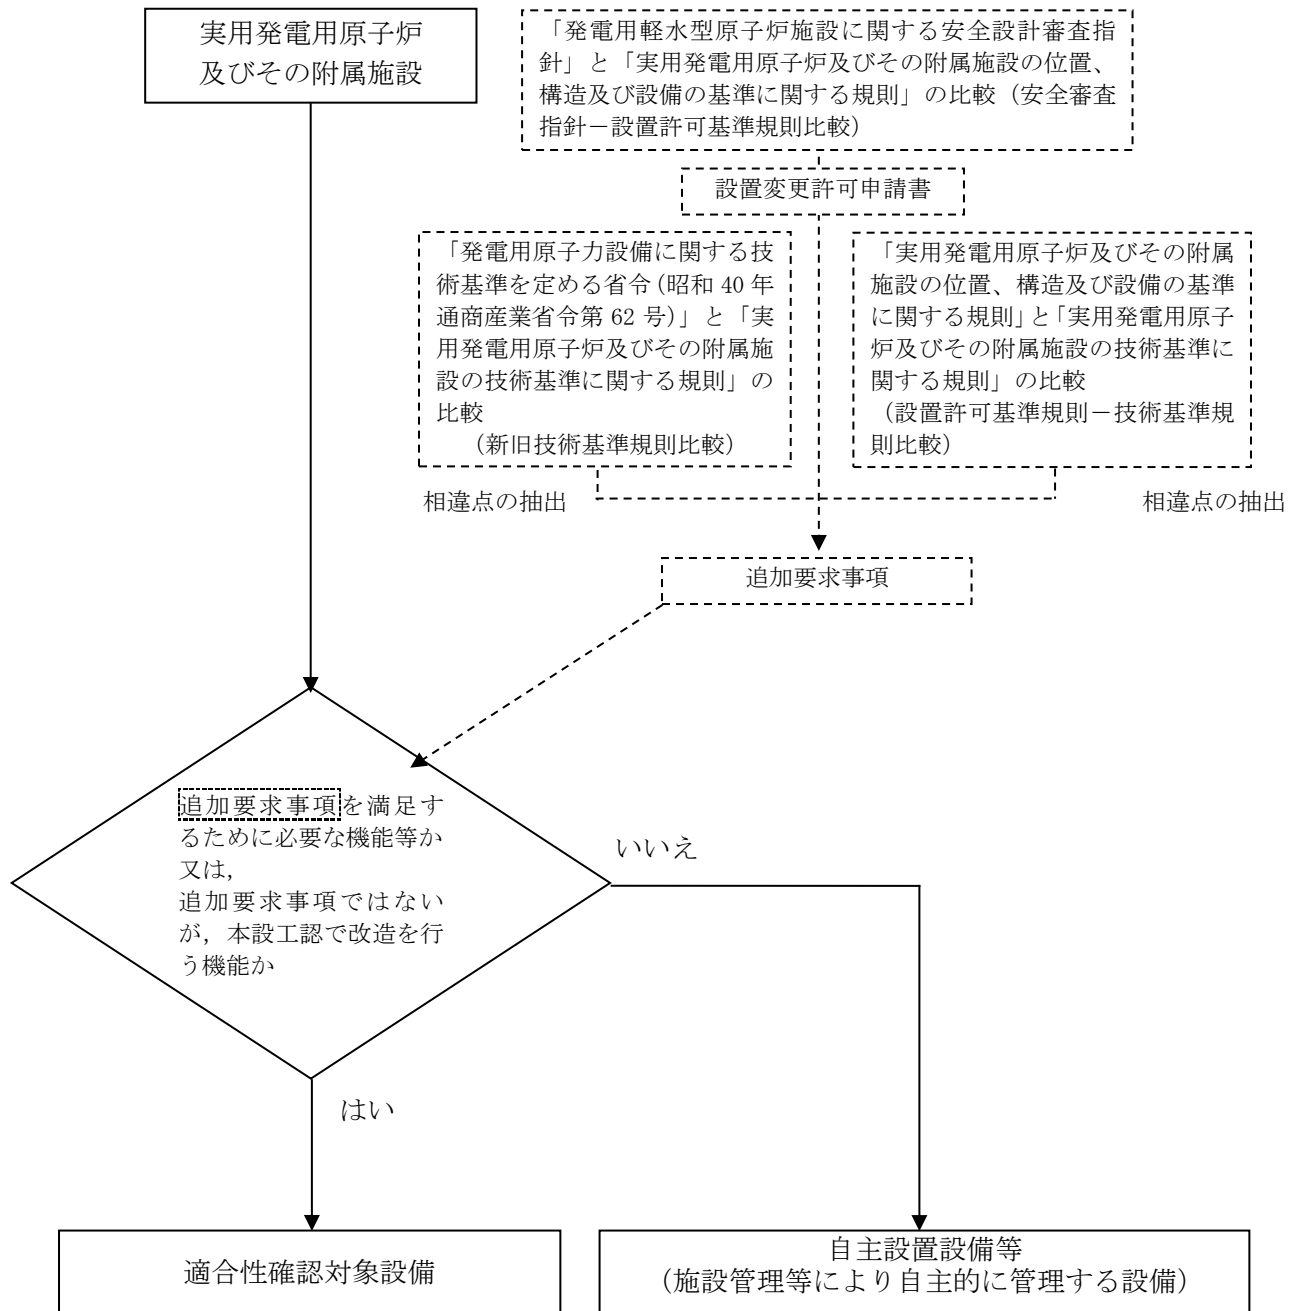 実用発電用原子炉
及びその附属施設
「発電用軽水型原子炉施設に関する安全設計審査指
針」と「実用発電用原子炉及びその附属施設の位置、
構造及び設備の基準に関する規則」の比較（安全審査
指針－設置許可基準規則比較）
設置変更許可申請書
「発電用原子力設備に関する技
術基準を定める省令(昭和 40 年
通商産業省令第 62 号)」と「実
用発電用原子炉及びその附属施
設の技術基準に関する規則」の
比較
（新旧技術基準規則比較）
「実用発電用原子炉及びその附属
施設の位置、構造及び設備の基準
に関する規則」と「実用発電用原子
炉及びその附属施設の技術基準に
関する規則」の比較
（設置許可基準規則－技術基準規
則比較）
相違点の抽出
相違点の抽出
追加要求事項
追加要求事項を満足す
るために必要な機能等か
又は，
追加要求事項ではない
が，本設工認で改造を行
う機能か
いいえ
はい
適合性確認対象設備
自主設置設備等
（施設管理等により自主的に管理する設備）